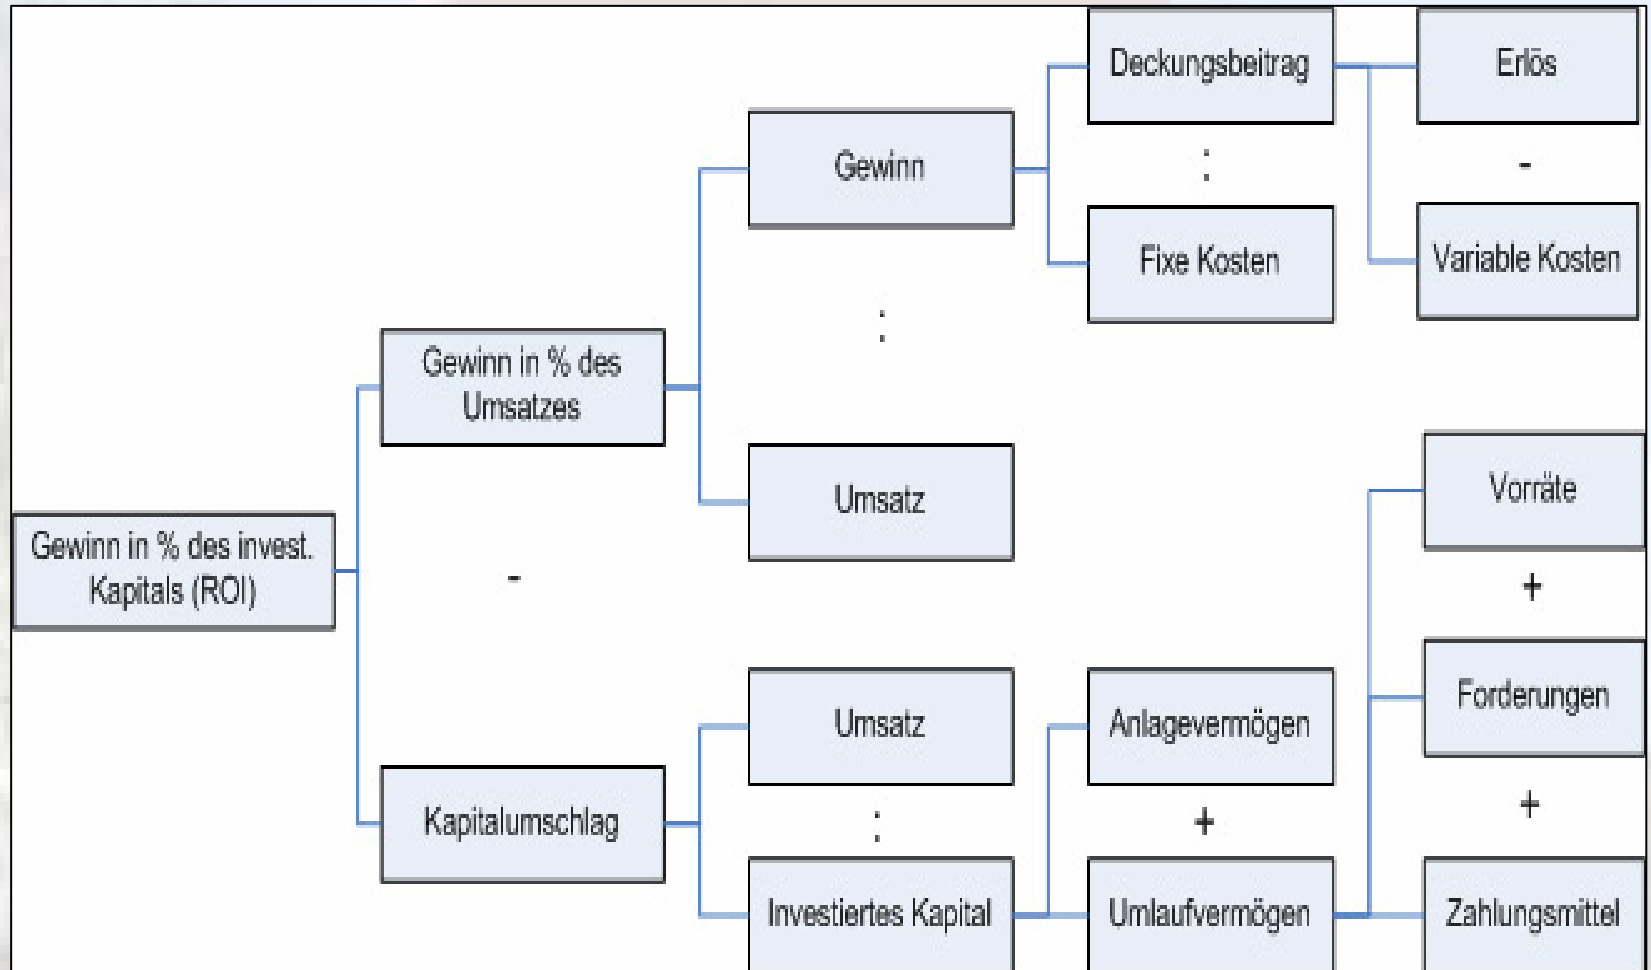 Deckungsbeitrag
Erlös
:
-
Gewinn
Fixe Kosten
Variable Kosten
:
Gewinn in % des
Umsatzes
Umsatz
Vorräte
Gewinn in % des invest.
Kapitals (ROI)
-
+
Umsatz
Anlagevermögen
Forderungen
Kapitalumschlag
:
+
+
Investiertes Kapital
Umlaufvermögen
Zahlungsmittel